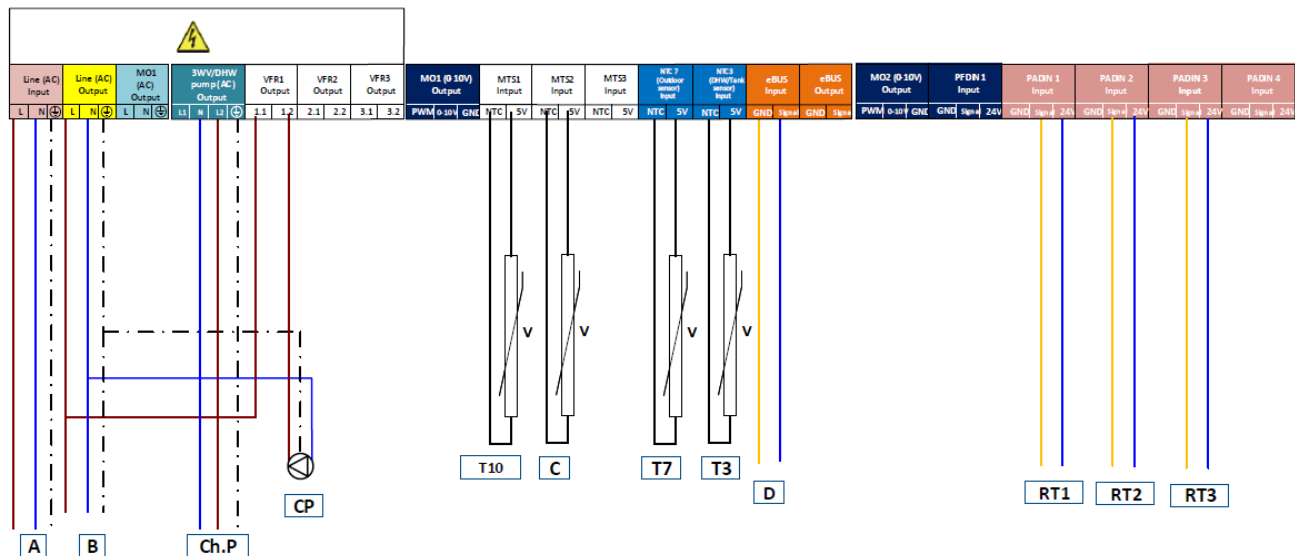 Line (AC)
Input
Line (AC)
Output
MO1
(AC)
Output
3WV/DHW
pump(AC)
Output
VFR1
Output
VFR2
Output
VFR3
Output
MO1 (0-10V)
Output
MTS1
Intput
MTS2
Input
MTS3
Input
NTC 7
(Outdoor
sensor)
Input
NTC3
(DHW/Tank
sensor)
Input
eBUS
Input
eBUS
Output
MO2 (0-10V)
Output
PFDIN 1
Input
PADIN 1
Input
PADIN 2
Input
PADIN 3
Input
PADIN 4
Input
L N L N L N L1 N L2 1.1 1.2 2.1 2.2 3.1 3.2 PWM 0-10V GND NTC 5V NTC 5V NTC 5V NTC 5V NTC 5V GND Signal GND Signal PWM 0-10V GND GND Signal 24V GND Signal 24V GND Signal 24V GND Signal 24V GND Signal 24V
V V V V
T10 C T7 T3 D RT1 RT2 RT3
CP
A B Ch.P